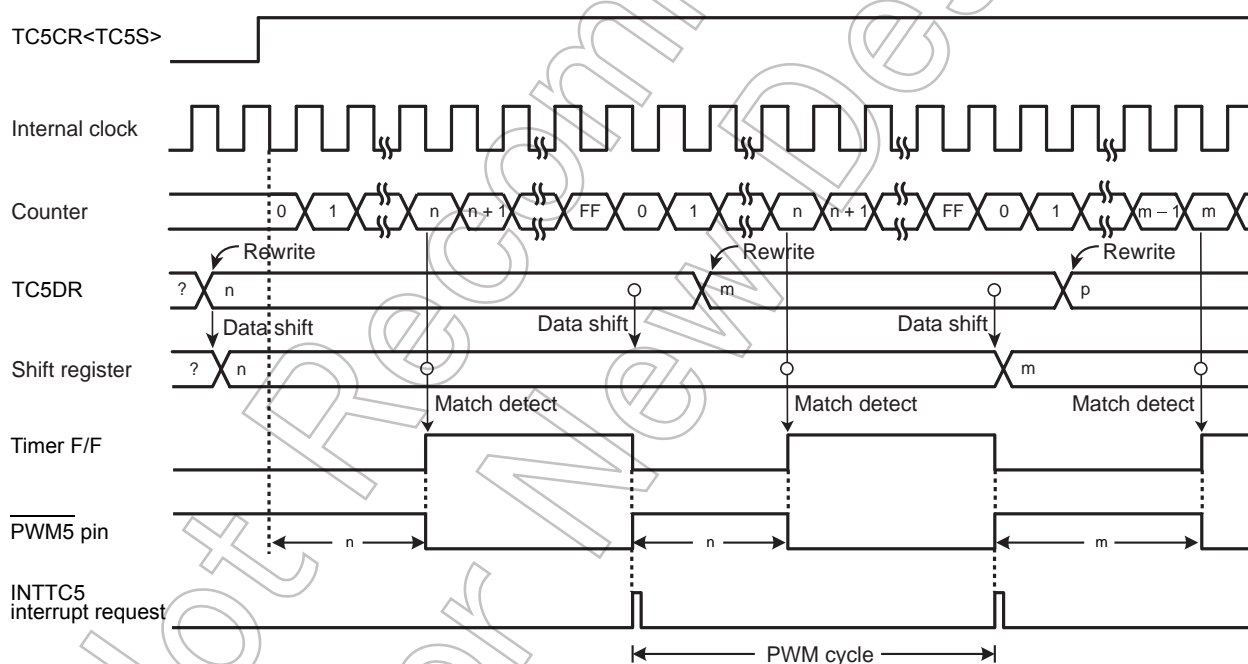 TC5CR<TC5S>
Internal clock
Counter
0 1 n n + 1 FF 0 1 n n + 1 FF 0 1 m – 1 m
Rewrite Rewrite Rewrite
TC5DR
? n m p
Data shift Data shift Data shift
Shift register
? n m
Match detect Match detect Match detect
Timer F/F
PWM5 pin
n n m
INTTC5
interrupt request
PWM cycle